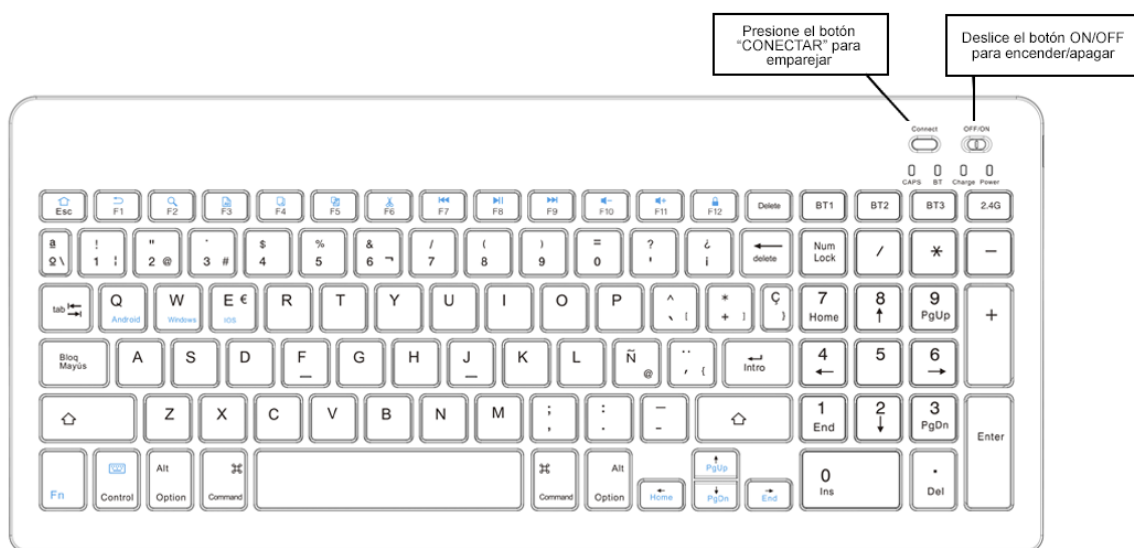 Presione el botón
“CONECTAR” para
emparejar
Deslice el botón ON/OFF
para encender/apagar
Connect OFF/ON
CAPS BT Charge Power
Esc F1 F2 F3 F4 F5 F6 F7 F8 F9 F10 F11 F12 Delete BT1 BT2 BT3 2.4G
ª ! " · $ % & / ( ) = ? ¿ Num
º \ 1 ¦ 2 @ 3 # 4 5 6 ¬ 7 8 9 0 ' i delete Lock / * −
tab Q W E € R T Y U I O P ^ * Ç 7 8 9 +
Android Windows IOS ` [ + ] } Home ↑ PgUp
Bloq
Mayús A S D F G H J K L Ñ @ ¨ ´ { Intro 4 ← 5 6 →
Z X C V B N M ; , : . _ - 1 2 3
End ↓ PgDn Enter
Fn Control Alt Option ⌘ Command ⌘ Command Alt Option ← Home ↑ PgUp ↓ PgDn → End 0 Ins . Del